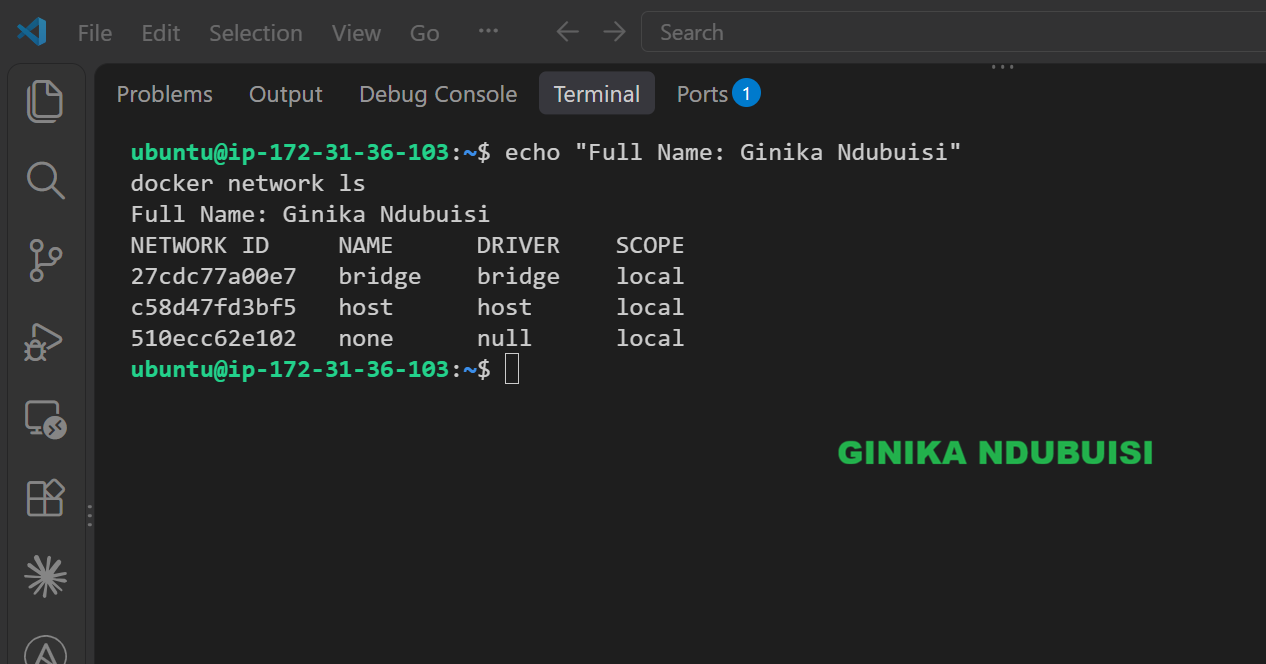 File Edit Selection View Go ... Search
Problems Output Debug Console Terminal Ports 1
ubuntu@ip-172-31-36-103:~$ echo "Full Name: Ginika Ndubuisi"
docker network ls
Full Name: Ginika Ndubuisi
NETWORK ID NAME DRIVER SCOPE
27cdc77a00e7 bridge bridge local
c58d47fd3bf5 host host local
510ecc62e102 none null local
ubuntu@ip-172-31-36-103:~$
GINIKA NDUBUISI